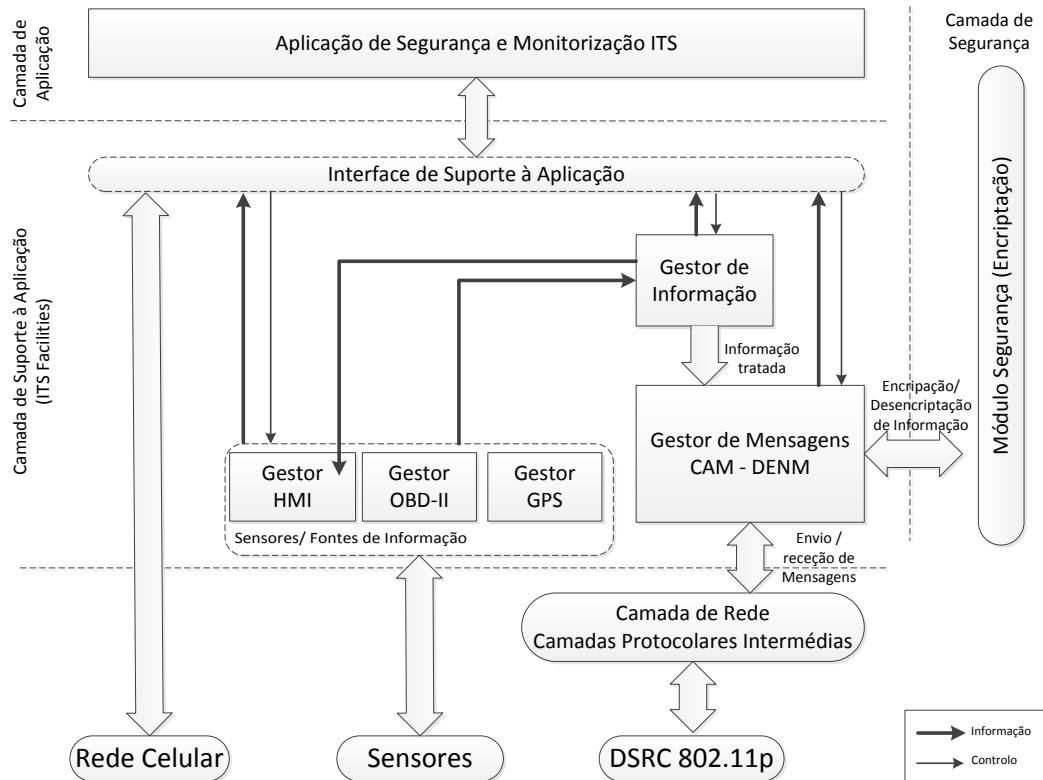 Camada de
Aplicação
Aplicação de Segurança e Monitorização ITS
Camada de
Segurança
Interface de Suporte à Aplicação
Camada de Suporte à Aplicação
(ITS Facilities)
Gestor de
Informação
Informação
tratada
Gestor de Mensagens
CAM - DENM
Encripação/
Desencriptação
de Informação
Módulo Segurança (Encriptação)
Gestor
HMI
Gestor
OBD-II
Gestor
GPS
Sensores/ Fontes de Informação
Envio /
receção de
Mensagens
Camada de Rede
Camadas Protocolares Intermédias
Rede Celular
Sensores
DSRC 802.11p
Informação
Controlo